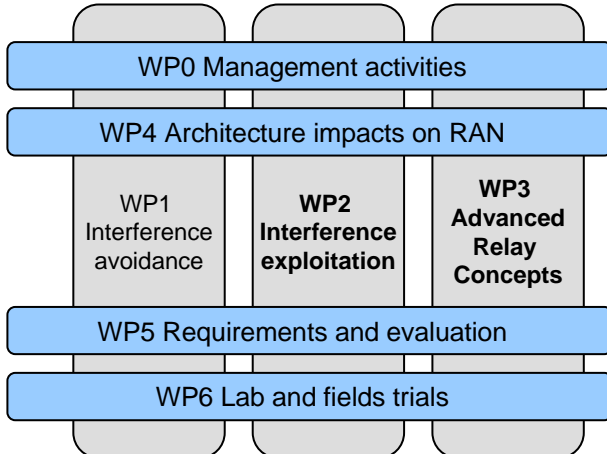 WP0 Management activities
WP4 Architecture impacts on RAN
WP1
Interference
avoidance
WP2
Interference
exploitation
WP3
Advanced
Relay
Concepts
WP5 Requirements and evaluation
WP6 Lab and fields trials